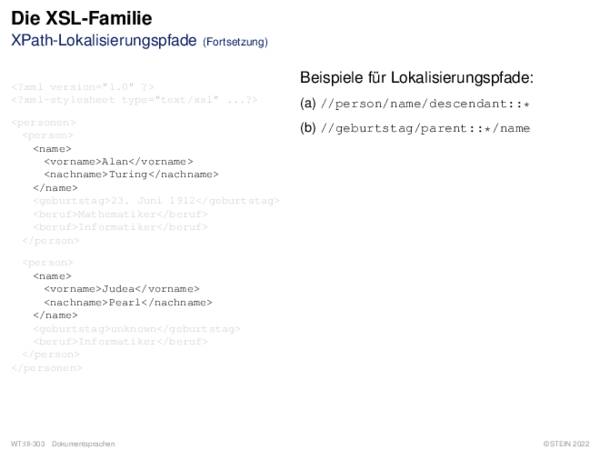 Die XSL-Familie
XPath-Lokalisierungspfade (Fortsetzung)
<?xml version="1.0" ?>
<?xml-stylesheet type="text/xsl" ...?>
<personen>
<person>
<name>
<vorname>Alan</vorname>
<nachname>Turing</nachname>
</name>
<geburtstag>23. Juni 1912</geburtstag>
<beruf>Mathematiker</beruf>
<beruf>Informatiker</beruf>
</person>
<person>
<name>
<vorname>Judea</vorname>
<nachname>Pearl</nachname>
</name>
<geburtstag>unknown</geburtstag>
<beruf>Informatiker</beruf>
</person>
</personen>
Beispiele für Lokalisierungspfade:
(a) //person/name/descendant::*
(b) //geburtstag/parent::*/name
WT:III-303 Dokumentsprachen
©STEIN 2022